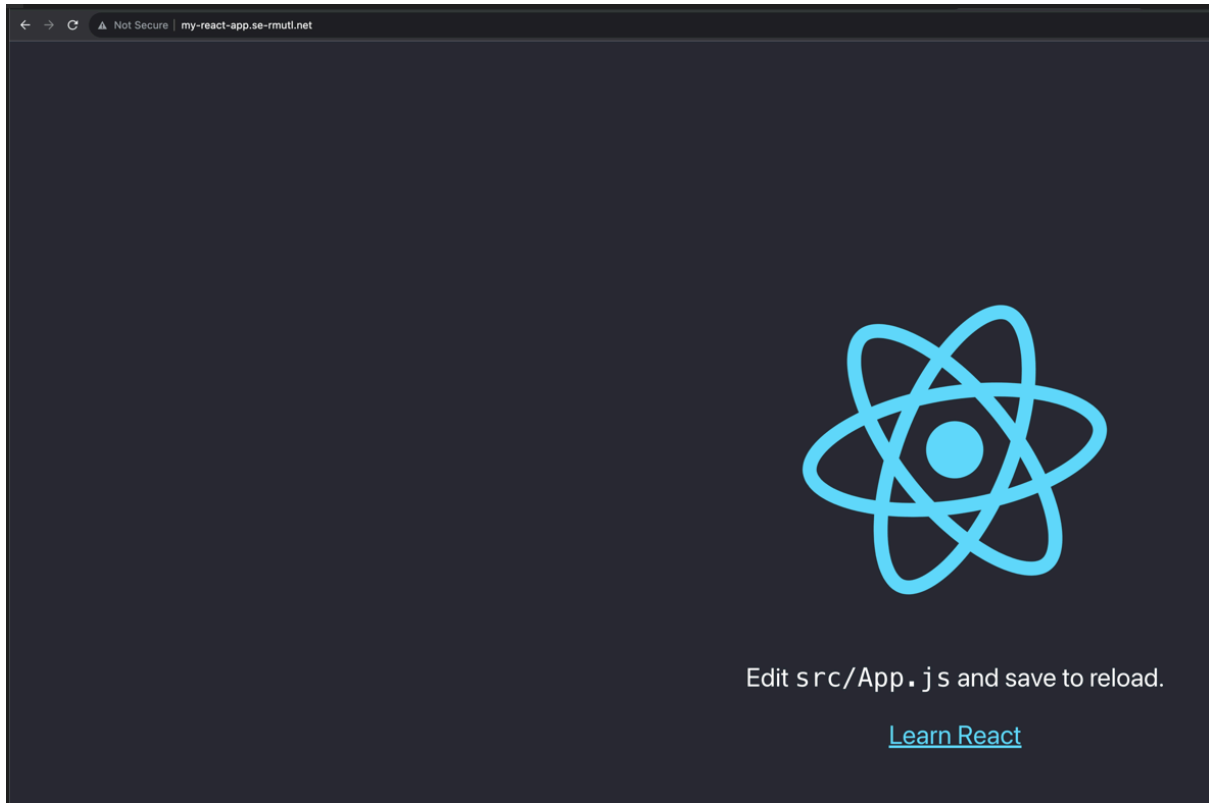 Not Secure | my-react-app.se-rmutl.net
Edit src/App.js and save to reload.
Learn React